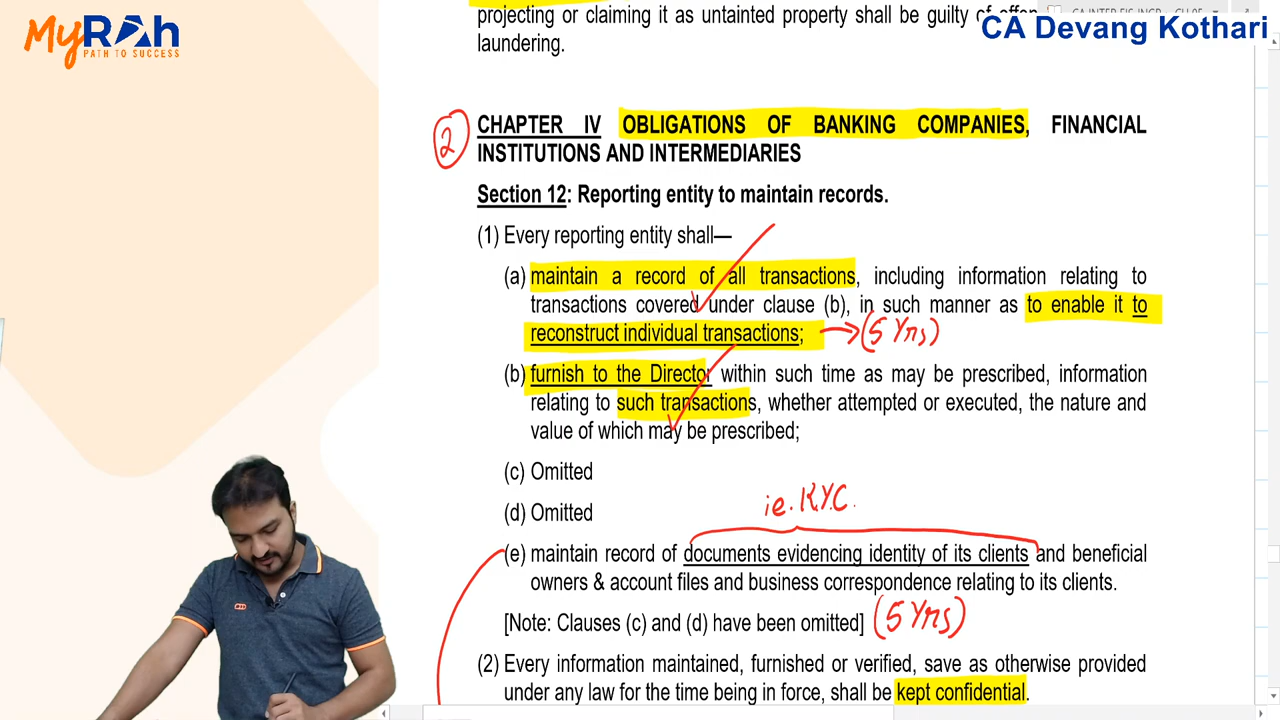 MyRAh
PATH TO SUCCESS
CA Devang Kothari
projecting or claiming it as untainted property shall be guilty of
laundering.
2
CHAPTER IV OBLIGATIONS OF BANKING COMPANIES, FINANCIAL
INSTITUTIONS AND INTERMEDIARIES
Section 12: Reporting entity to maintain records.
(1) Every reporting entity shall—
(a) maintain a record of all transactions, including information relating to
transactions covered under clause (b), in such manner as to enable it to
reconstruct individual transactions; → (5 Yrs)
(b) furnish to the Director within such time as may be prescribed, information
relating to such transactions, whether attempted or executed, the nature and
value of which may be prescribed;
(c) Omitted
ie. K.Y.C.
(d) Omitted
(e) maintain record of documents evidencing identity of its clients and beneficial
owners & account files and business correspondence relating to its clients.
[Note: Clauses (c) and (d) have been omitted] (5 Yrs)
(2) Every information maintained, furnished or verified, save as otherwise provided
under any law for the time being in force, shall be kept confidential.